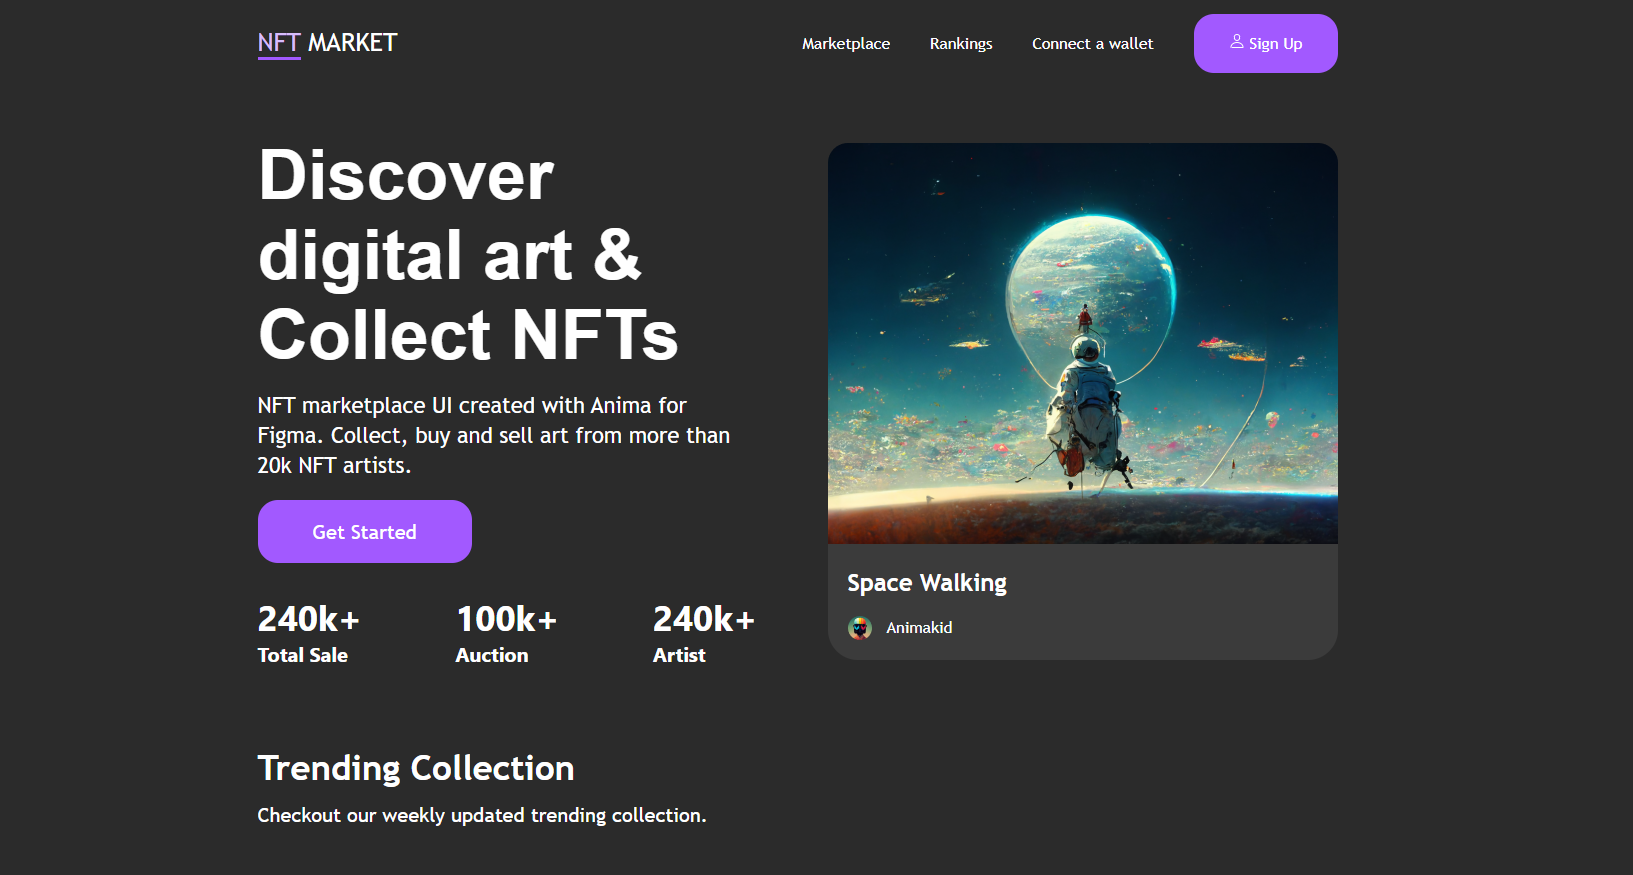 NFT MARKET
Marketplace
Rankings
Connect a wallet
Sign Up
Discover
digital art &
Collect NFTs
NFT marketplace UI created with Anima for
Figma. Collect, buy and sell art from more than
20k NFT artists.
Get Started
240k+
Total Sale
100k+
Auction
240k+
Artist
Space Walking
Animakid
Trending Collection
Checkout our weekly updated trending collection.